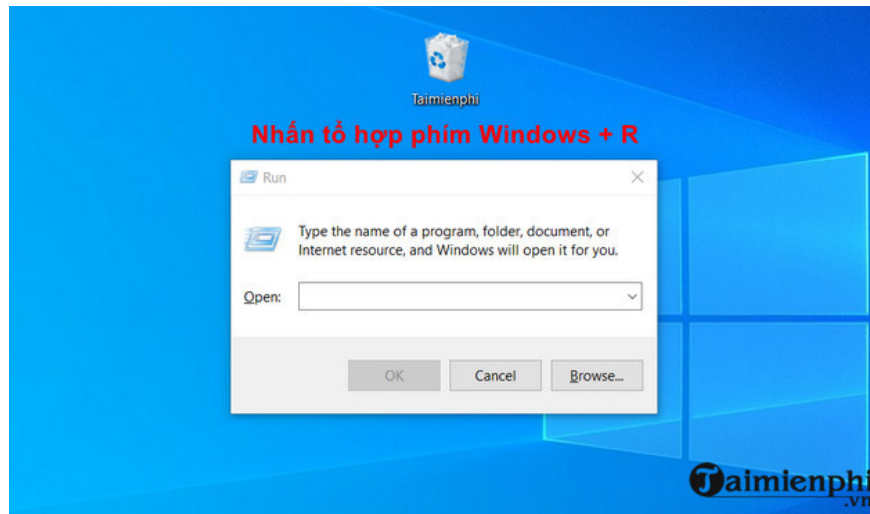 Taimienphi
Nhấn tổ hợp phím Windows + R
Run
Type the name of a program, folder, document, or
Internet resource, and Windows will open it for you.
Open:
OK Cancel Browse...
Taimienphi
.vn